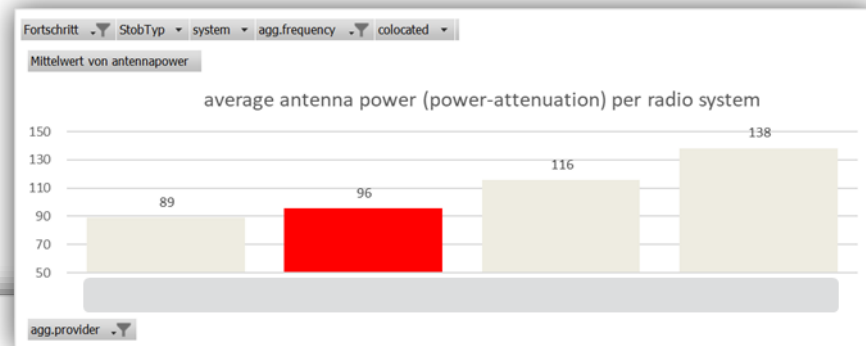 Fortschritt StobTyp system agg.frequency colocated
Mittelwert von antennapower
average antenna power (power-attenuation) per radio system
150
138
130
116
110
96
89
90
70
50
agg.provider